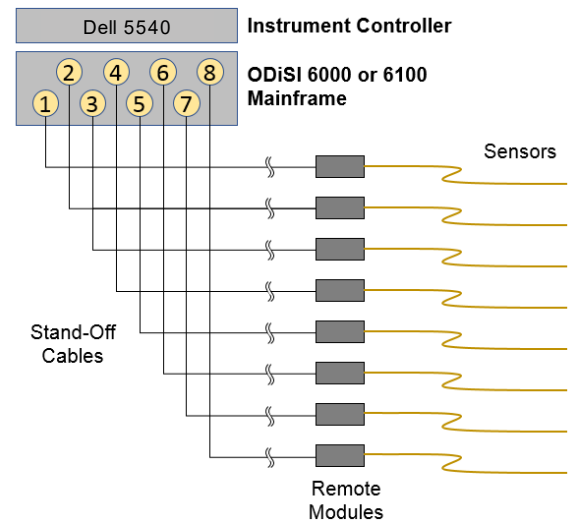 Dell 5540
Instrument Controller
ODiSI 6000 or 6100
Mainframe
2 4 6 8
1 3 5 7
Sensors
Stand-Off
Cables
Remote
Modules